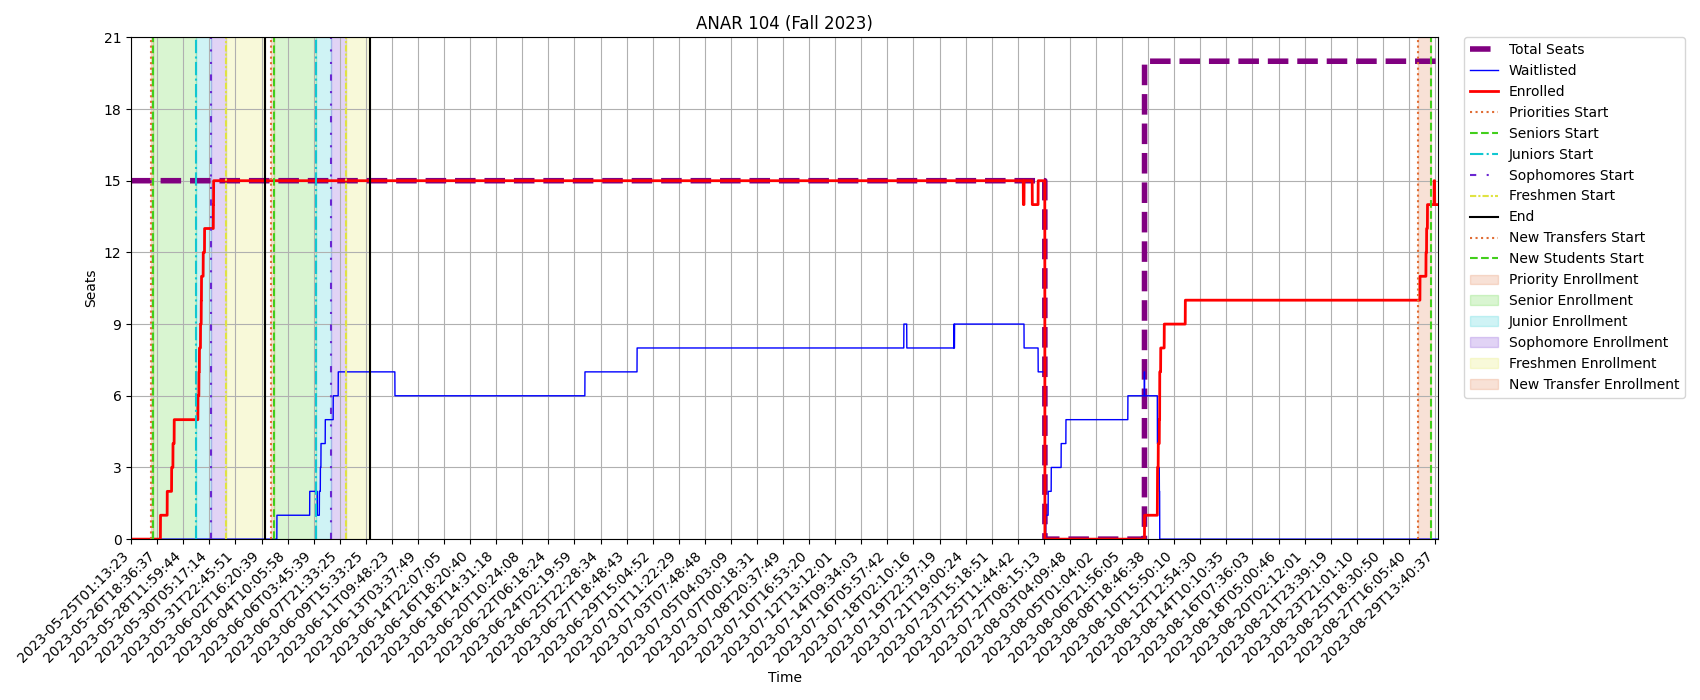 ANAR 104 (Fall 2023)
21
18
15
12
9
6
3
0
Seats
2023-05-25T01:13:23
2023-05-26T18:36:37
2023-05-28T11:59:44
2023-05-30T05:17:14
2023-05-31T22:45:51
2023-06-02T16:20:39
2023-06-04T10:05:58
2023-06-06T03:45:39
2023-06-07T21:33:25
2023-06-09T15:33:25
2023-06-11T09:48:23
2023-06-13T03:37:49
2023-06-14T22:07:05
2023-06-16T18:20:40
2023-06-18T14:31:18
2023-06-20T10:24:08
2023-06-22T06:18:24
2023-06-24T02:19:59
2023-06-25T22:28:34
2023-06-27T18:48:43
2023-06-29T15:04:52
2023-07-01T11:22:29
2023-07-03T07:48:48
2023-07-05T04:03:09
2023-07-07T00:18:31
2023-07-08T20:37:49
2023-07-10T16:53:20
2023-07-12T13:12:01
2023-07-14T09:34:03
2023-07-16T05:57:42
2023-07-18T02:10:16
2023-07-19T22:37:19
2023-07-21T19:00:24
2023-07-23T15:18:51
2023-07-25T11:44:42
2023-07-27T08:15:13
2023-08-03T04:09:48
2023-08-05T01:04:02
2023-08-06T21:56:05
2023-08-08T18:46:38
2023-08-10T15:50:10
2023-08-12T12:54:30
2023-08-14T10:10:35
2023-08-16T07:36:03
2023-08-18T05:00:46
2023-08-20T02:12:01
2023-08-21T23:39:19
2023-08-23T21:01:10
2023-08-25T18:30:50
2023-08-27T16:05:40
2023-08-29T13:40:37
Time
Total Seats
Waitlisted
Enrolled
Priorities Start
Seniors Start
Juniors Start
Sophomores Start
Freshmen Start
End
New Transfers Start
New Students Start
Priority Enrollment
Senior Enrollment
Junior Enrollment
Sophomore Enrollment
Freshmen Enrollment
New Transfer Enrollment